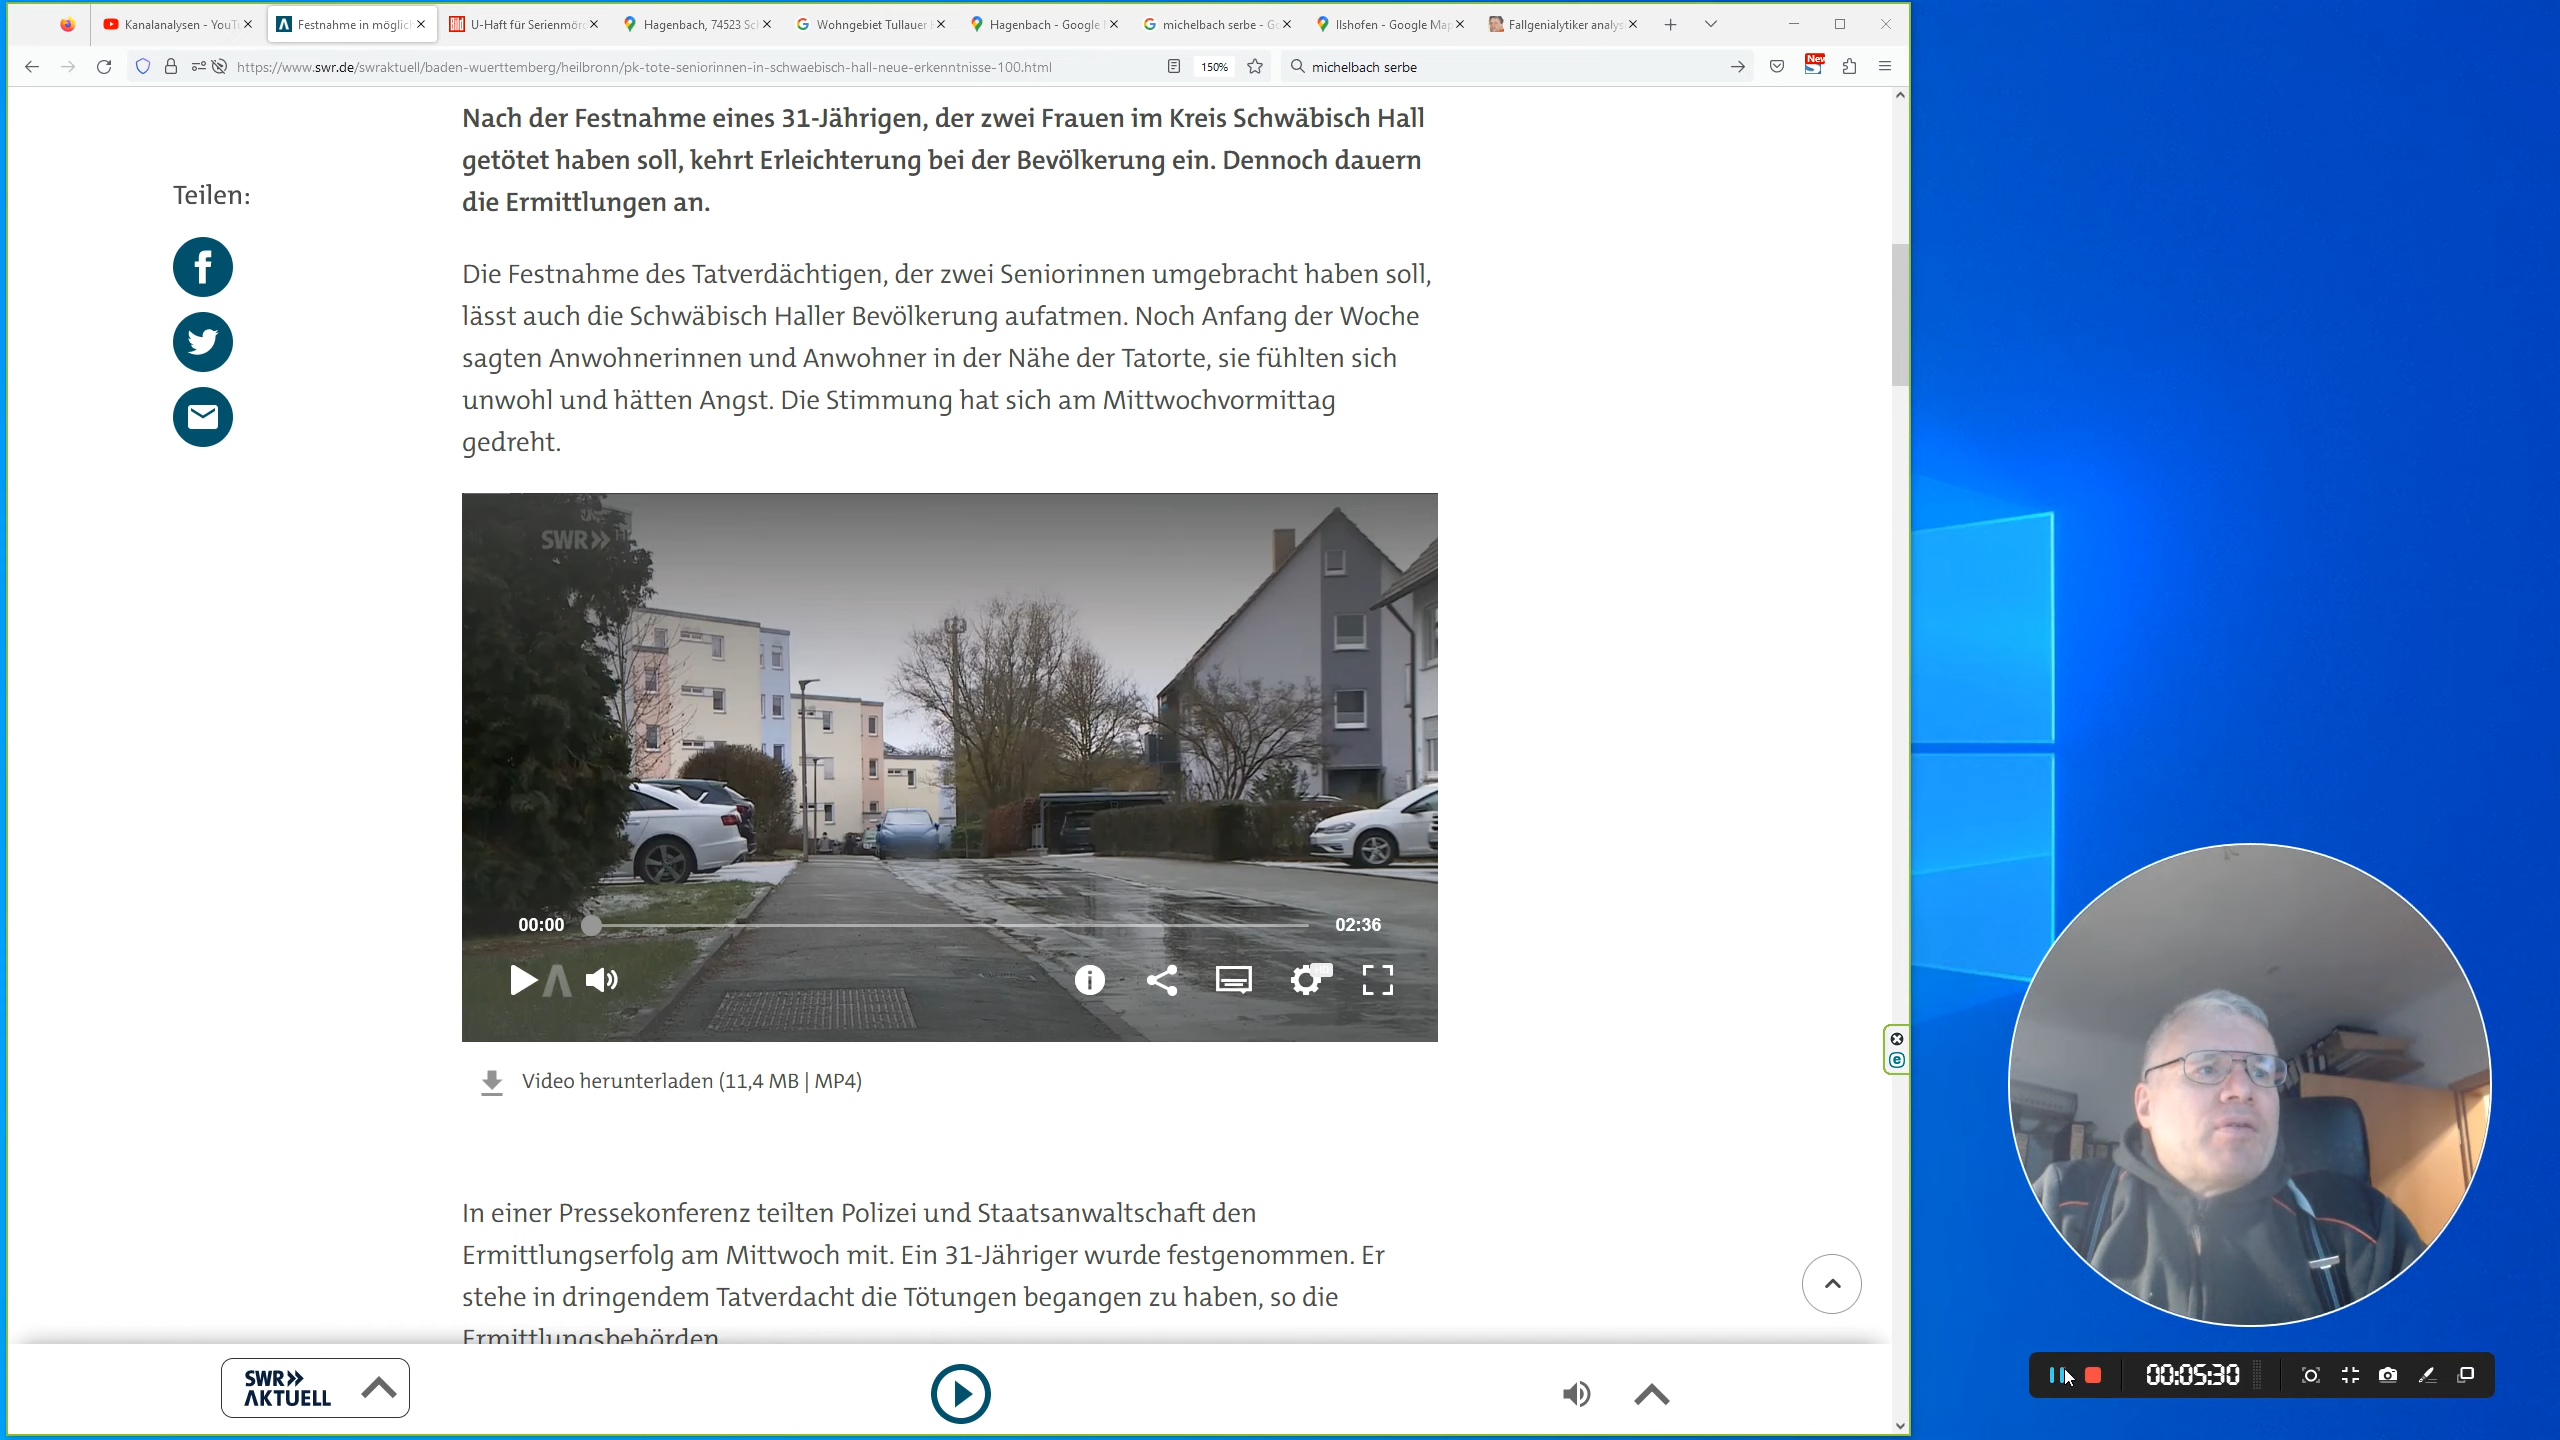 Kanalanalysen - YouT
Festnahme in möglic
U-Haft für Serienmör
Hagenbach, 74523 Sc
Wohngebiet Tullauer
Hagenbach - Google
michelbach serbe - Go
Ilshofen - Google Map
Fallgenialytiker analys
https://www.swr.de/swraktuell/baden-wuerttemberg/heilbronn/pk-tote-seniorinnen-in-schwaebisch-hall-neue-erkenntnisse-100.html
150%
michelbach serbe
New
Nach der Festnahme eines 31-Jährigen, der zwei Frauen im Kreis Schwäbisch Hall
getötet haben soll, kehrt Erleichterung bei der Bevölkerung ein. Dennoch dauern
die Ermittlungen an.
Teilen:
Die Festnahme des Tatverdächtigen, der zwei Seniorinnen umgebracht haben soll,
lässt auch die Schwäbisch Haller Bevölkerung aufatmen. Noch Anfang der Woche
sagten Anwohnerinnen und Anwohner in der Nähe der Tatorte, sie fühlten sich
unwohl und hätten Angst. Die Stimmung hat sich am Mittwochvormittag
gedreht.
SWR
00:00
02:36
Video herunterladen (11,4 MB | MP4)
In einer Pressekonferenz teilten Polizei und Staatsanwaltschaft den
Ermittlungserfolg am Mittwoch mit. Ein 31-Jähriger wurde festgenommen. Er
stehe in dringendem Tatverdacht die Tötungen begangen zu haben, so die
Ermittlungsbehörden
SWR
AKTUELL
00:05:30